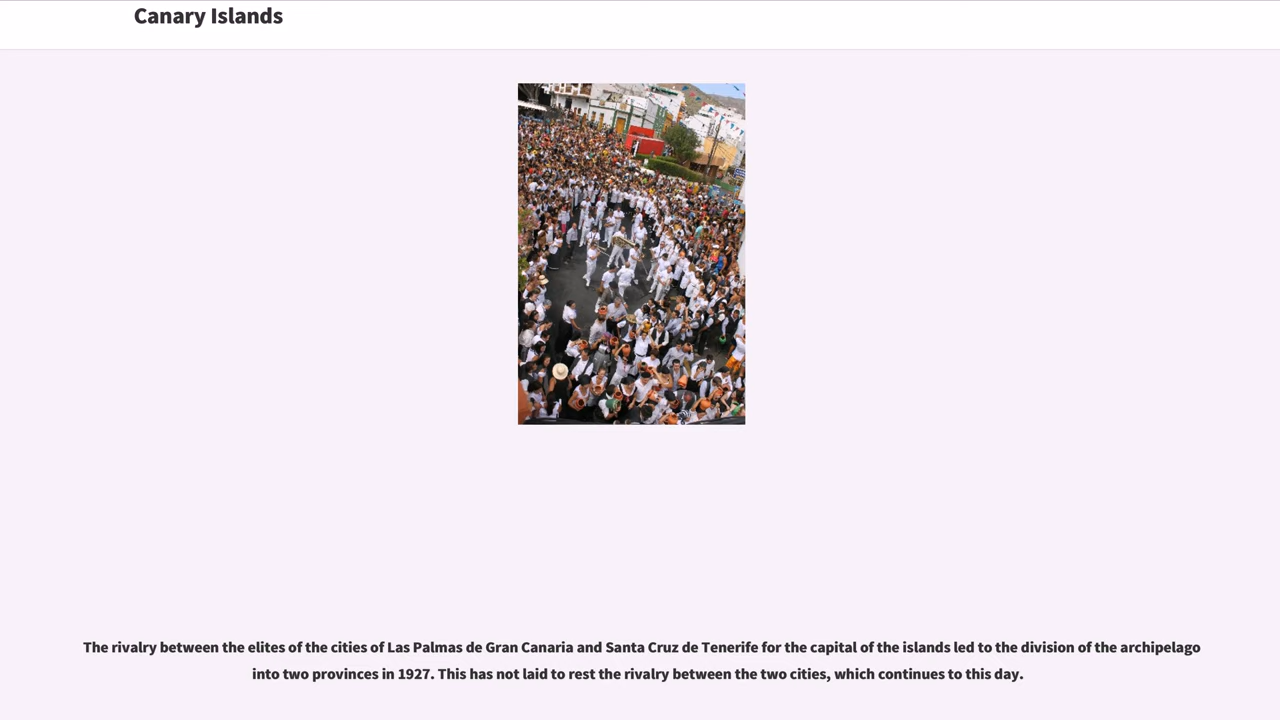 Canary Islands
The rivalry between the elites of the cities of Las Palmas de Gran Canaria and Santa Cruz de Tenerife for the capital of the islands led to the division of the archipelago
into two provinces in 1927. This has not laid to rest the rivalry between the two cities, which continues to this day.